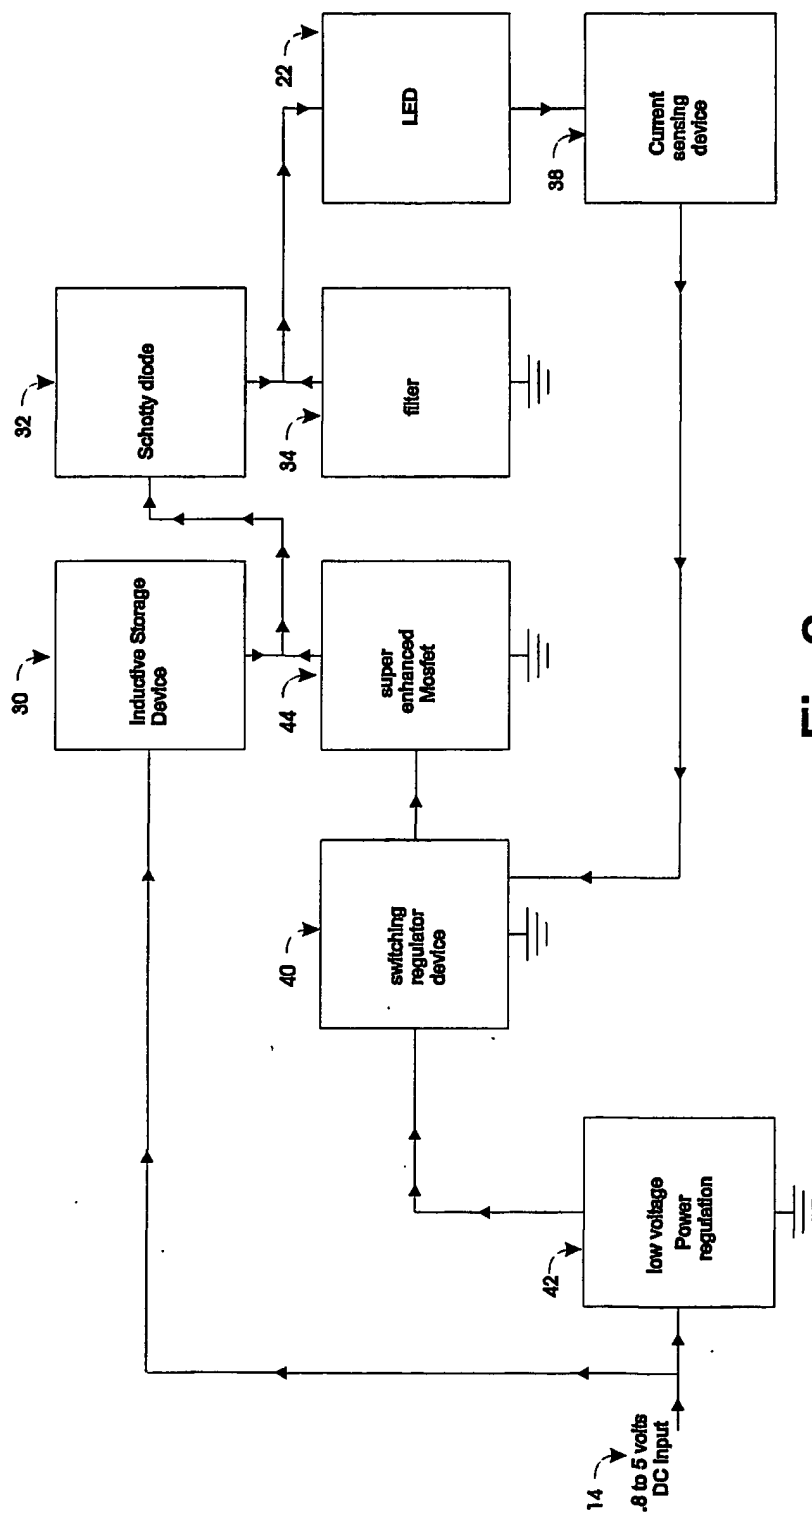 32
Schotty diode
22
LED
Current
sensing
device
38
34
filter
30
Inductive Storage
Device
44
super
enhanced
Mosfet
40
switching
regulator
device
42
low voltage
Power
regulation
14
.8 to 5 volts
DC Input